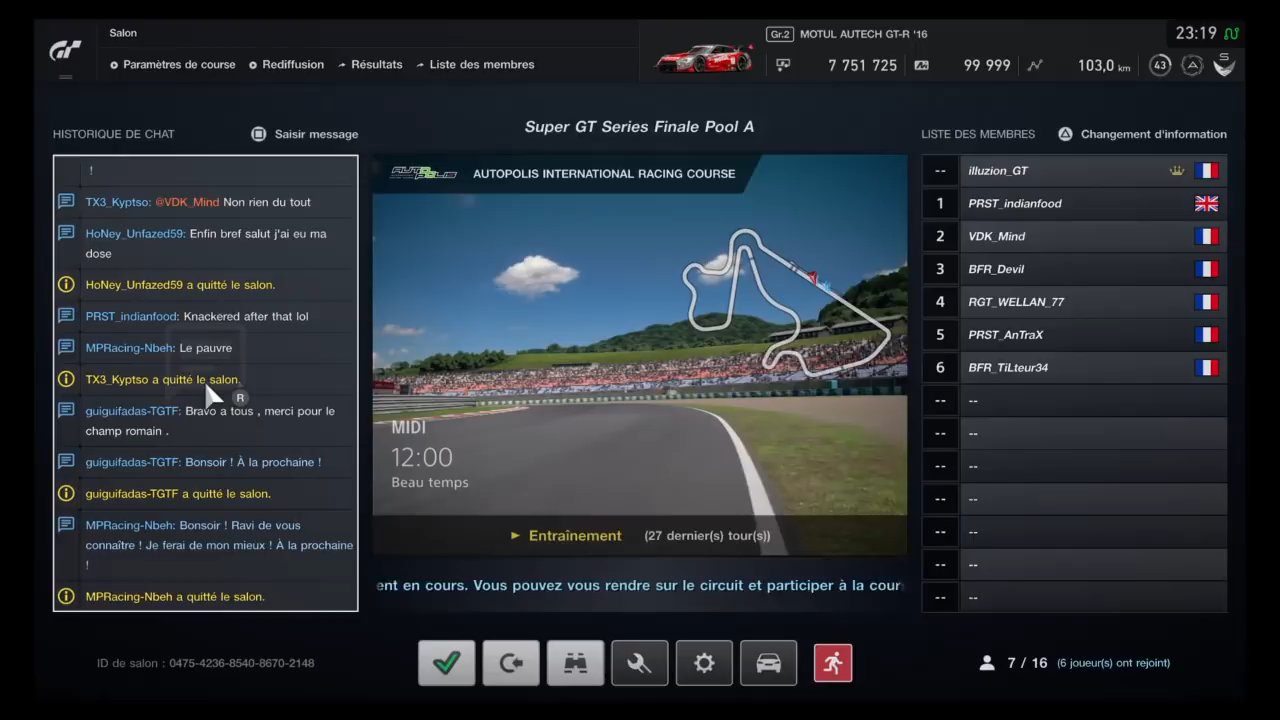 Salon
Paramètres de course
Rediffusion
Résultats
Liste des membres
Gr.2 MOTUL AUTECH GT-R '16
7 751 725
99 999
103,0 km
43
A
S
23:19
HISTORIQUE DE CHAT
Saisir message
!
TX3_Kyptso: @VDK_Mind Non rien du tout
HoNey_Unfazed59: Enfin bref salut j'ai eu ma
dose
HoNey_Unfazed59 a quitté le salon.
PRST_indianfood: Knackered after that lol
MPRacing-Nbeh: Le pauvre
TX3_Kyptso a quitté le salon.
R
guiguifadas-TGTF: Bravo a tous , merci pour le
champ romain .
guiguifadas-TGTF: Bonsoir ! À la prochaine !
guiguifadas-TGTF a quitté le salon.
MPRacing-Nbeh: Bonsoir ! Ravi de vous
connaître ! Je ferai de mon mieux ! À la prochaine
!
MPRacing-Nbeh a quitté le salon.
Super GT Series Finale Pool A
AUTOPOLIS
AUTOPOLIS INTERNATIONAL RACING COURSE
MIDI
12:00
Beau temps
Entraînement (27 dernier(s) tour(s))
ent en cours. Vous pouvez vous rendre sur le circuit et participer à la cour
LISTE DES MEMBRES
Changement d'information
-- illuzion_GT
1 PRST_indianfood
2 VDK_Mind
3 BFR_Devil
4 RGT_WELLAN_77
5 PRST_AnTraX
6 BFR_TiLteur34
-- --
-- --
-- --
-- --
-- --
-- --
-- --
ID de salon : 0475-4236-8540-8670-2148
7 / 16 (6 joueur(s) ont rejoint)